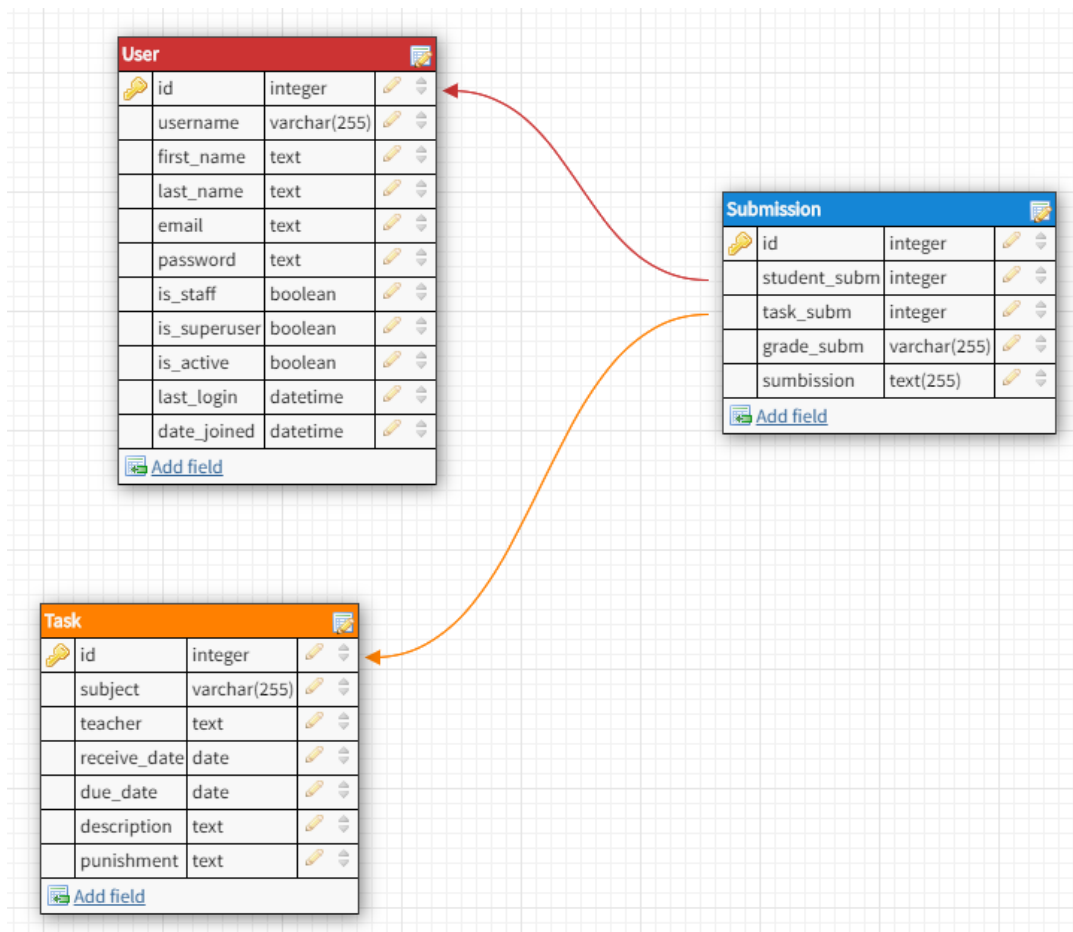 User
id integer
username varchar(255)
first_name text
last_name text
email text
password text
is_staff boolean
is_superuser boolean
is_active boolean
last_login datetime
date_joined datetime
Add field
Submission
id integer
student_subm integer
task_subm integer
grade_subm varchar(255)
sumbission text(255)
Add field
Task
id integer
subject varchar(255)
teacher text
receive_date date
due_date date
description text
punishment text
Add field